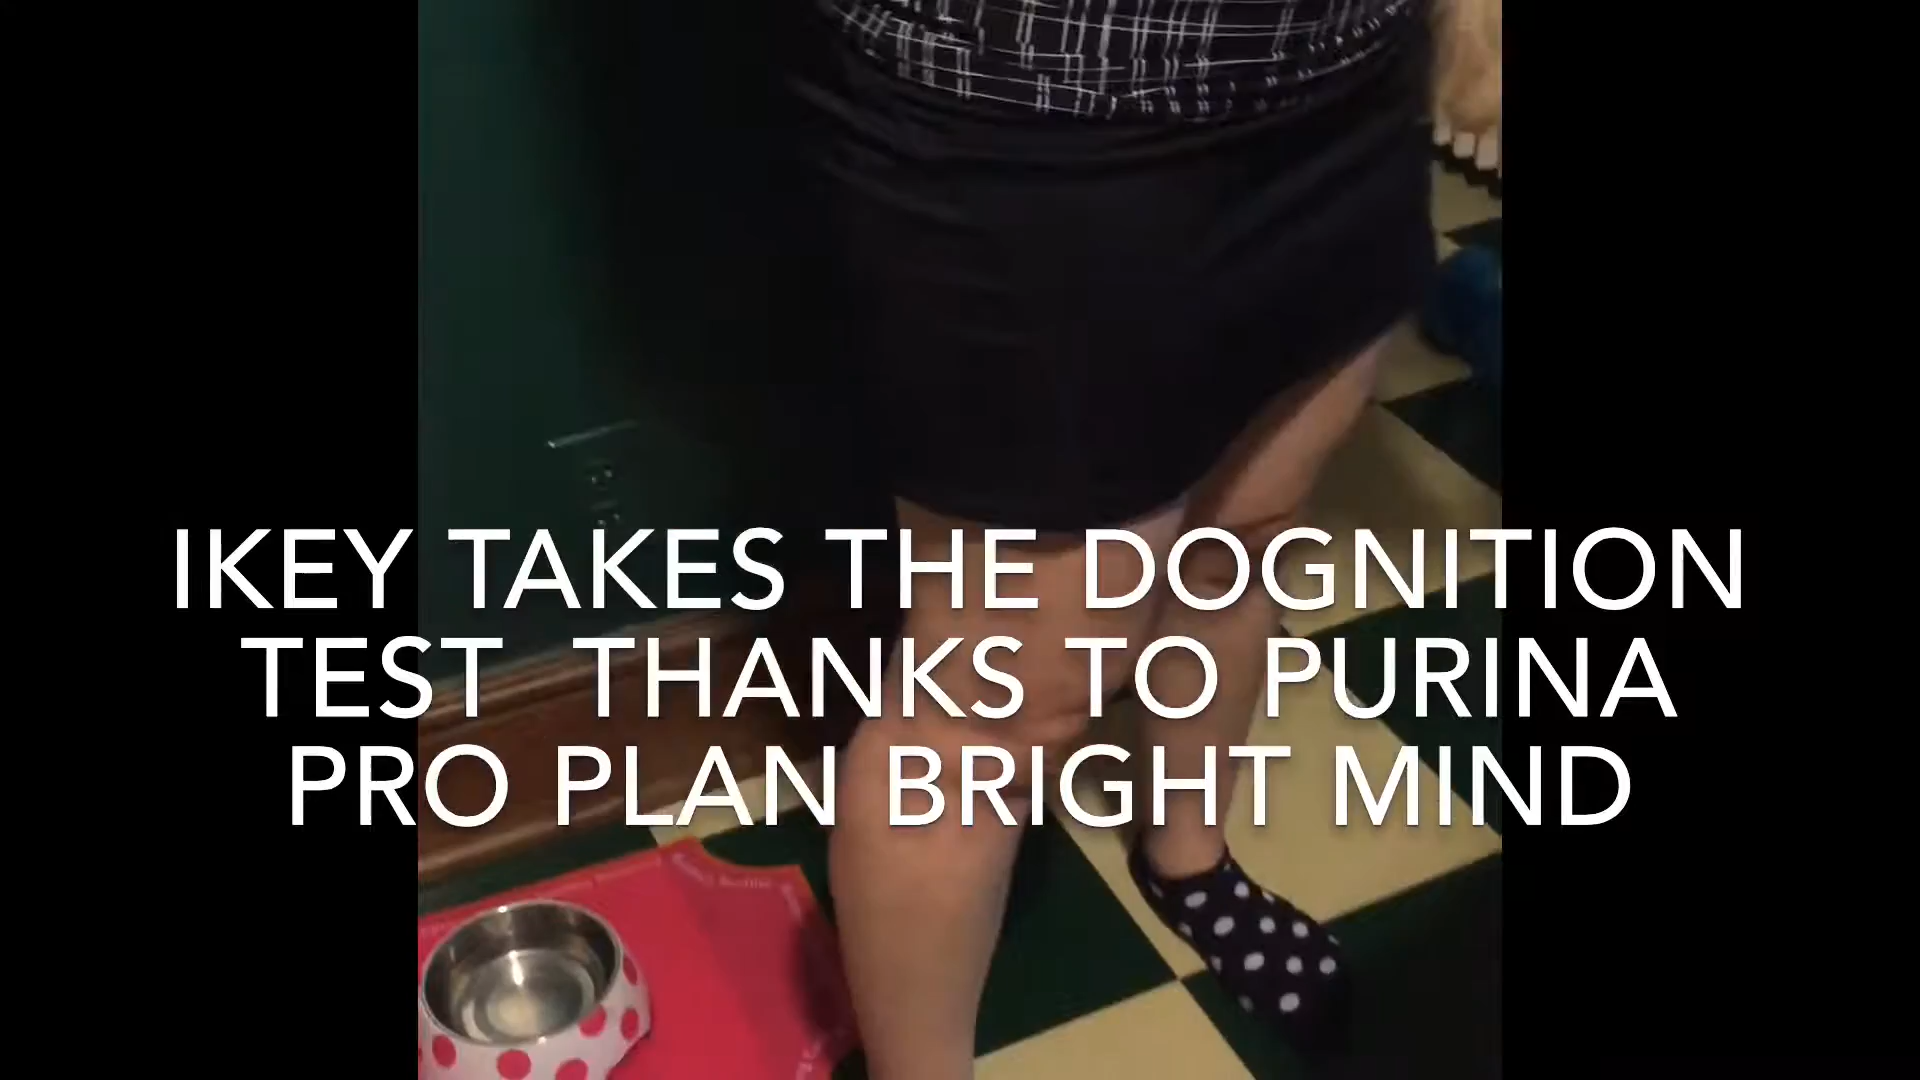 IKEY TAKES THE DOGNITION
TEST THANKS TO PURINA
PRO PLAN BRIGHT MIND